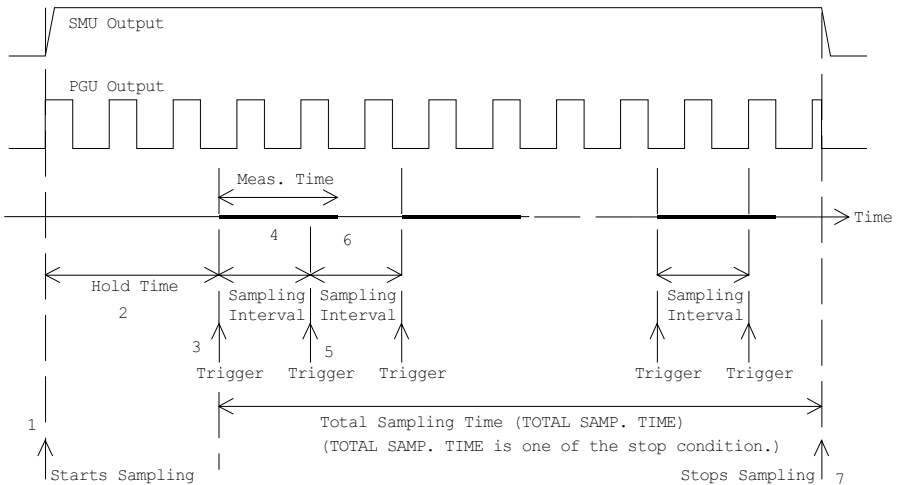 SMU Output
PGU Output
Meas. Time
Time
4
6
Hold Time
2
Sampling Interval
Sampling Interval
Sampling Interval
3
5
Trigger
Trigger
Trigger
Trigger
Trigger
Total Sampling Time (TOTAL SAMP. TIME)
(TOTAL SAMP. TIME is one of the stop condition.)
1
Starts Sampling
Stops Sampling
7